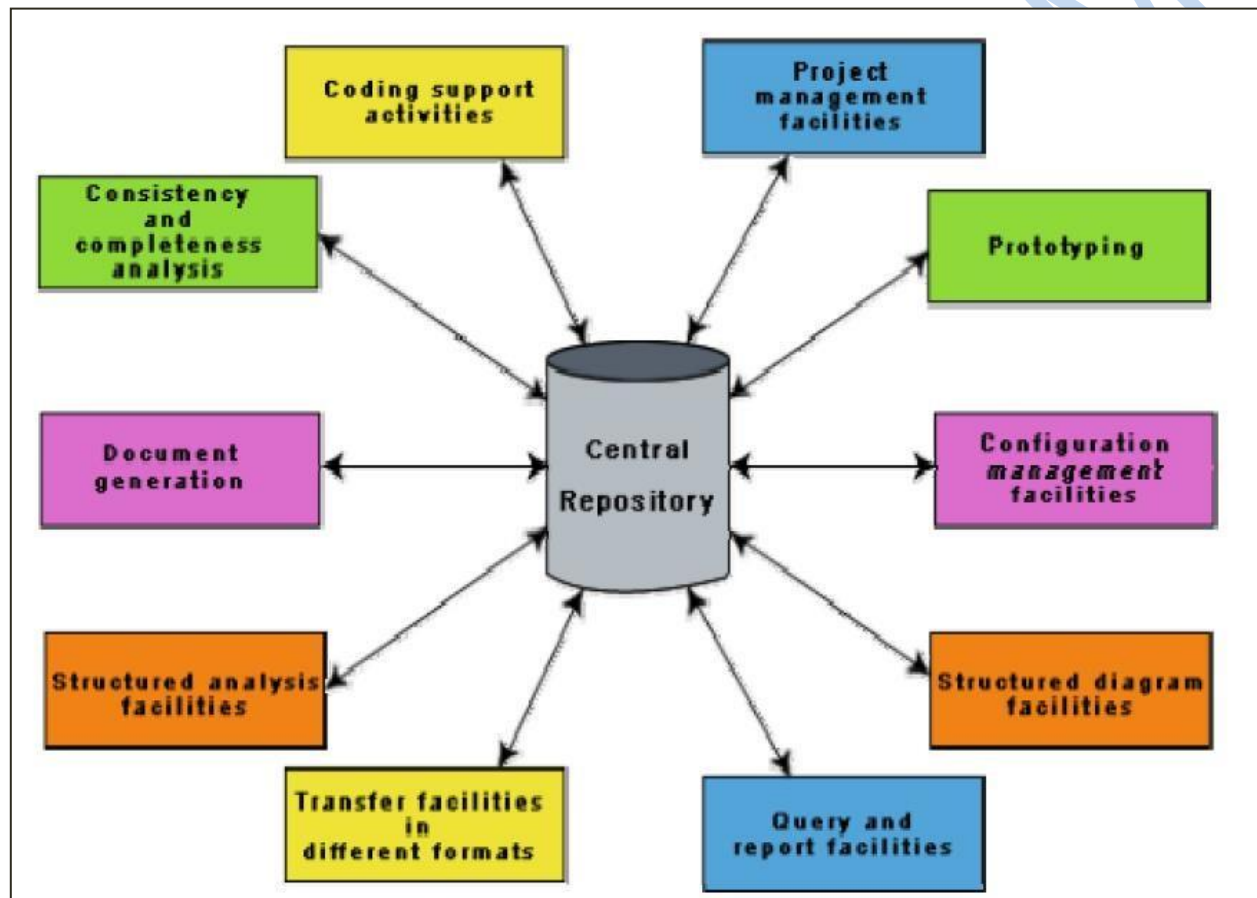 Coding support
activities
Project
management
facilities
Consistency
and
completeness
analysis
Prototyping
Document
generation
Central
Repository
Configuration
management
facilities
Structured analysis
facilities
Structured diagram
facilities
Transfer facilities
in
different formats
Query and
report facilities